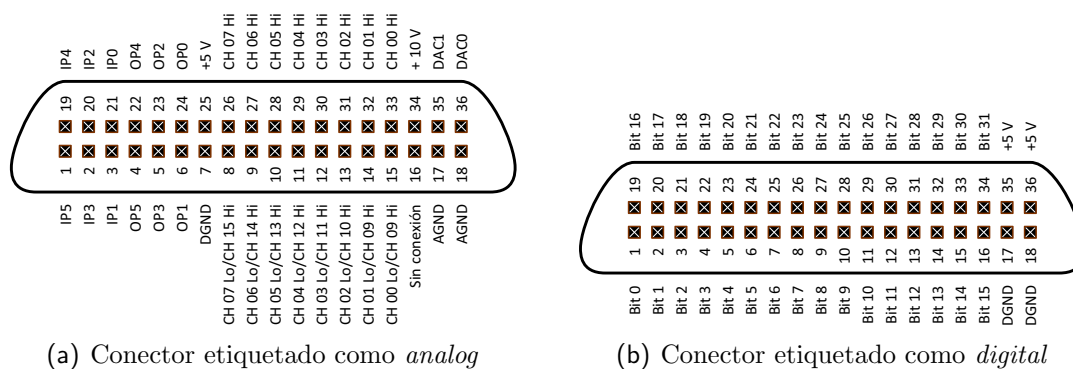 IP4 IP2 IP0 OP4 OP2 OP0 +5 V CH 07 Hi CH 06 Hi CH 05 Hi CH 04 Hi CH 03 Hi CH 02 Hi CH 01 Hi CH 00 Hi + 10 V DAC1 DAC0
19 20 21 22 23 24 25 26 27 28 29 30 31 32 33 34 35 36
1 2 3 4 5 6 7 8 9 10 11 12 13 14 15 16 17 18
IP5 IP3 IP1 OP5 OP3 OP1 DGND CH 07 Lo/CH 15 Hi CH 06 Lo/CH 14 Hi CH 05 Lo/CH 13 Hi CH 04 Lo/CH 12 Hi CH 03 Lo/CH 11 Hi CH 02 Lo/CH 10 Hi CH 01 Lo/CH 09 Hi CH 00 Lo/CH 09 Hi Sin conexión AGND AGND
(a) Conector etiquetado como analog
Bit 16 Bit 17 Bit 18 Bit 19 Bit 20 Bit 21 Bit 22 Bit 23 Bit 24 Bit 25 Bit 26 Bit 27 Bit 28 Bit 29 Bit 30 Bit 31 +5 V +5 V
19 20 21 22 23 24 25 26 27 28 29 30 31 32 33 34 35 36
1 2 3 4 5 6 7 8 9 10 11 12 13 14 15 16 17 18
Bit 0 Bit 1 Bit 2 Bit 3 Bit 4 Bit 5 Bit 6 Bit 7 Bit 8 Bit 9 Bit 10 Bit 11 Bit 12 Bit 13 Bit 14 Bit 15 DGND DGND
(b) Conector etiquetado como digital